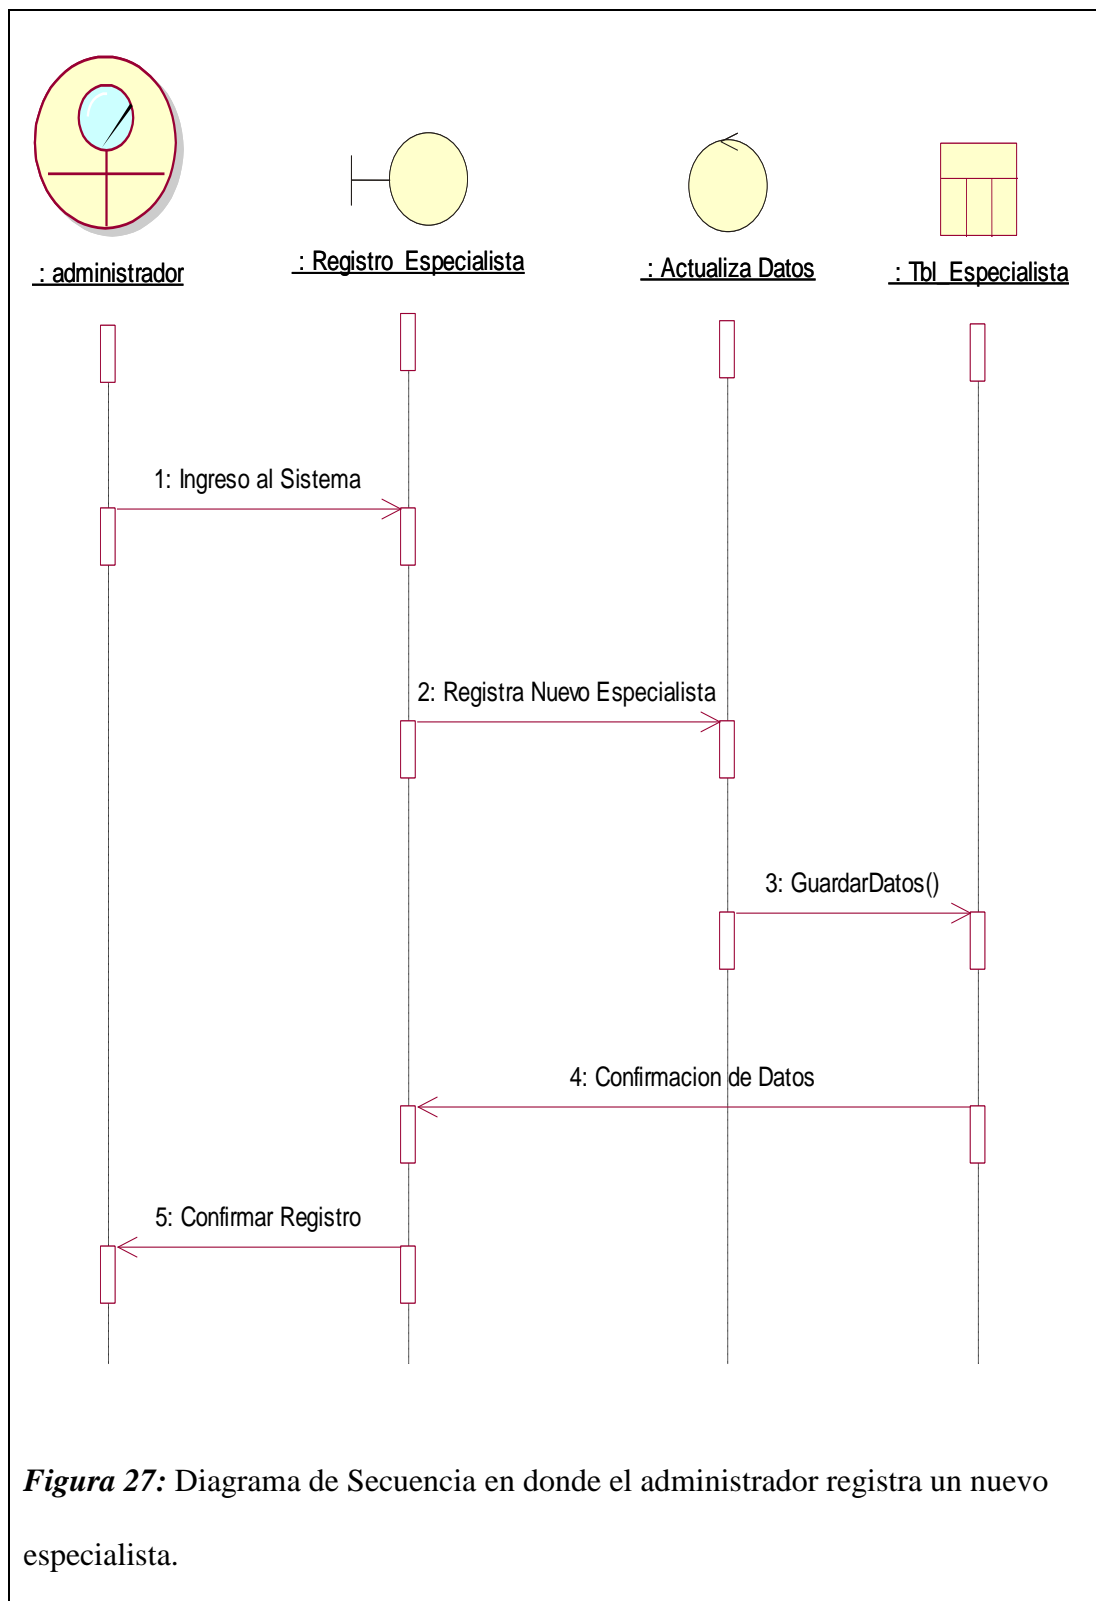 : administrador
: Registro_Especialista
: Actualiza Datos
: Tbl_Especialista
1: Ingreso al Sistema
2: Registra Nuevo Especialista
3: GuardarDatos()
4: Confirmacion de Datos
5: Confirmar Registro
Figura 27: Diagrama de Secuencia en donde el administrador registra un nuevo
especialista.